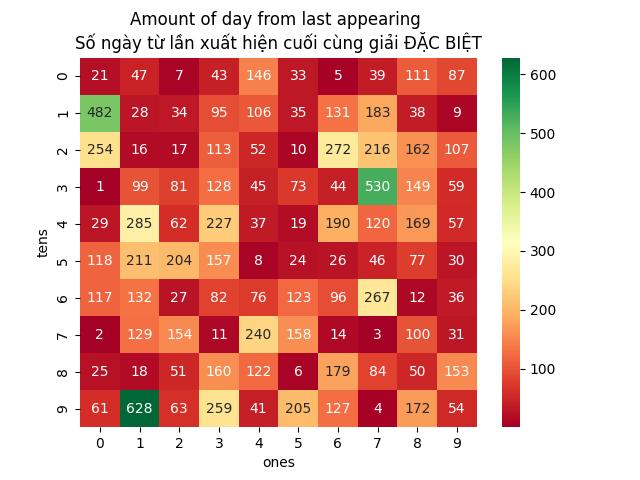 Amount of day from last appearing
Số ngày từ lần xuất hiện cuối cùng giải ĐẶC BIỆT
0 21 47 7 43 146 33 5 39 111 87
1 482 28 34 95 106 35 131 183 38 9
2 254 16 17 113 52 10 272 216 162 107
3 1 99 81 128 45 73 44 530 149 59
4 29 285 62 227 37 19 190 120 169 57
5 118 211 204 157 8 24 26 46 77 30
6 117 132 27 82 76 123 96 267 12 36
7 2 129 154 11 240 158 14 3 100 31
8 25 18 51 160 122 6 179 84 50 153
9 61 628 63 259 41 205 127 4 172 54
0 1 2 3 4 5 6 7 8 9
tens
ones
600
500
400
300
200
100